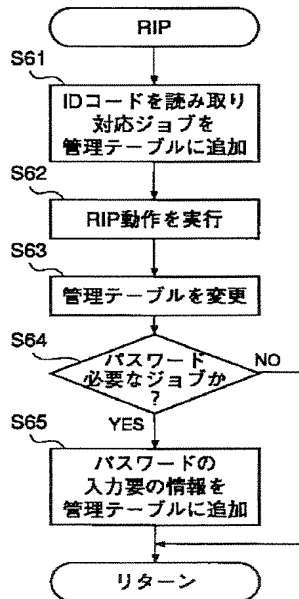 RIP
S61
IDコードを読み取り
対応ジョブを
管理テーブルに追加
S62
RIP動作を実行
S63
管理テーブルを変更
S64
パスワード
必要なジョブか
?
NO
YES
S65
パスワードの
入力要の情報を
管理テーブルに追加
リターン